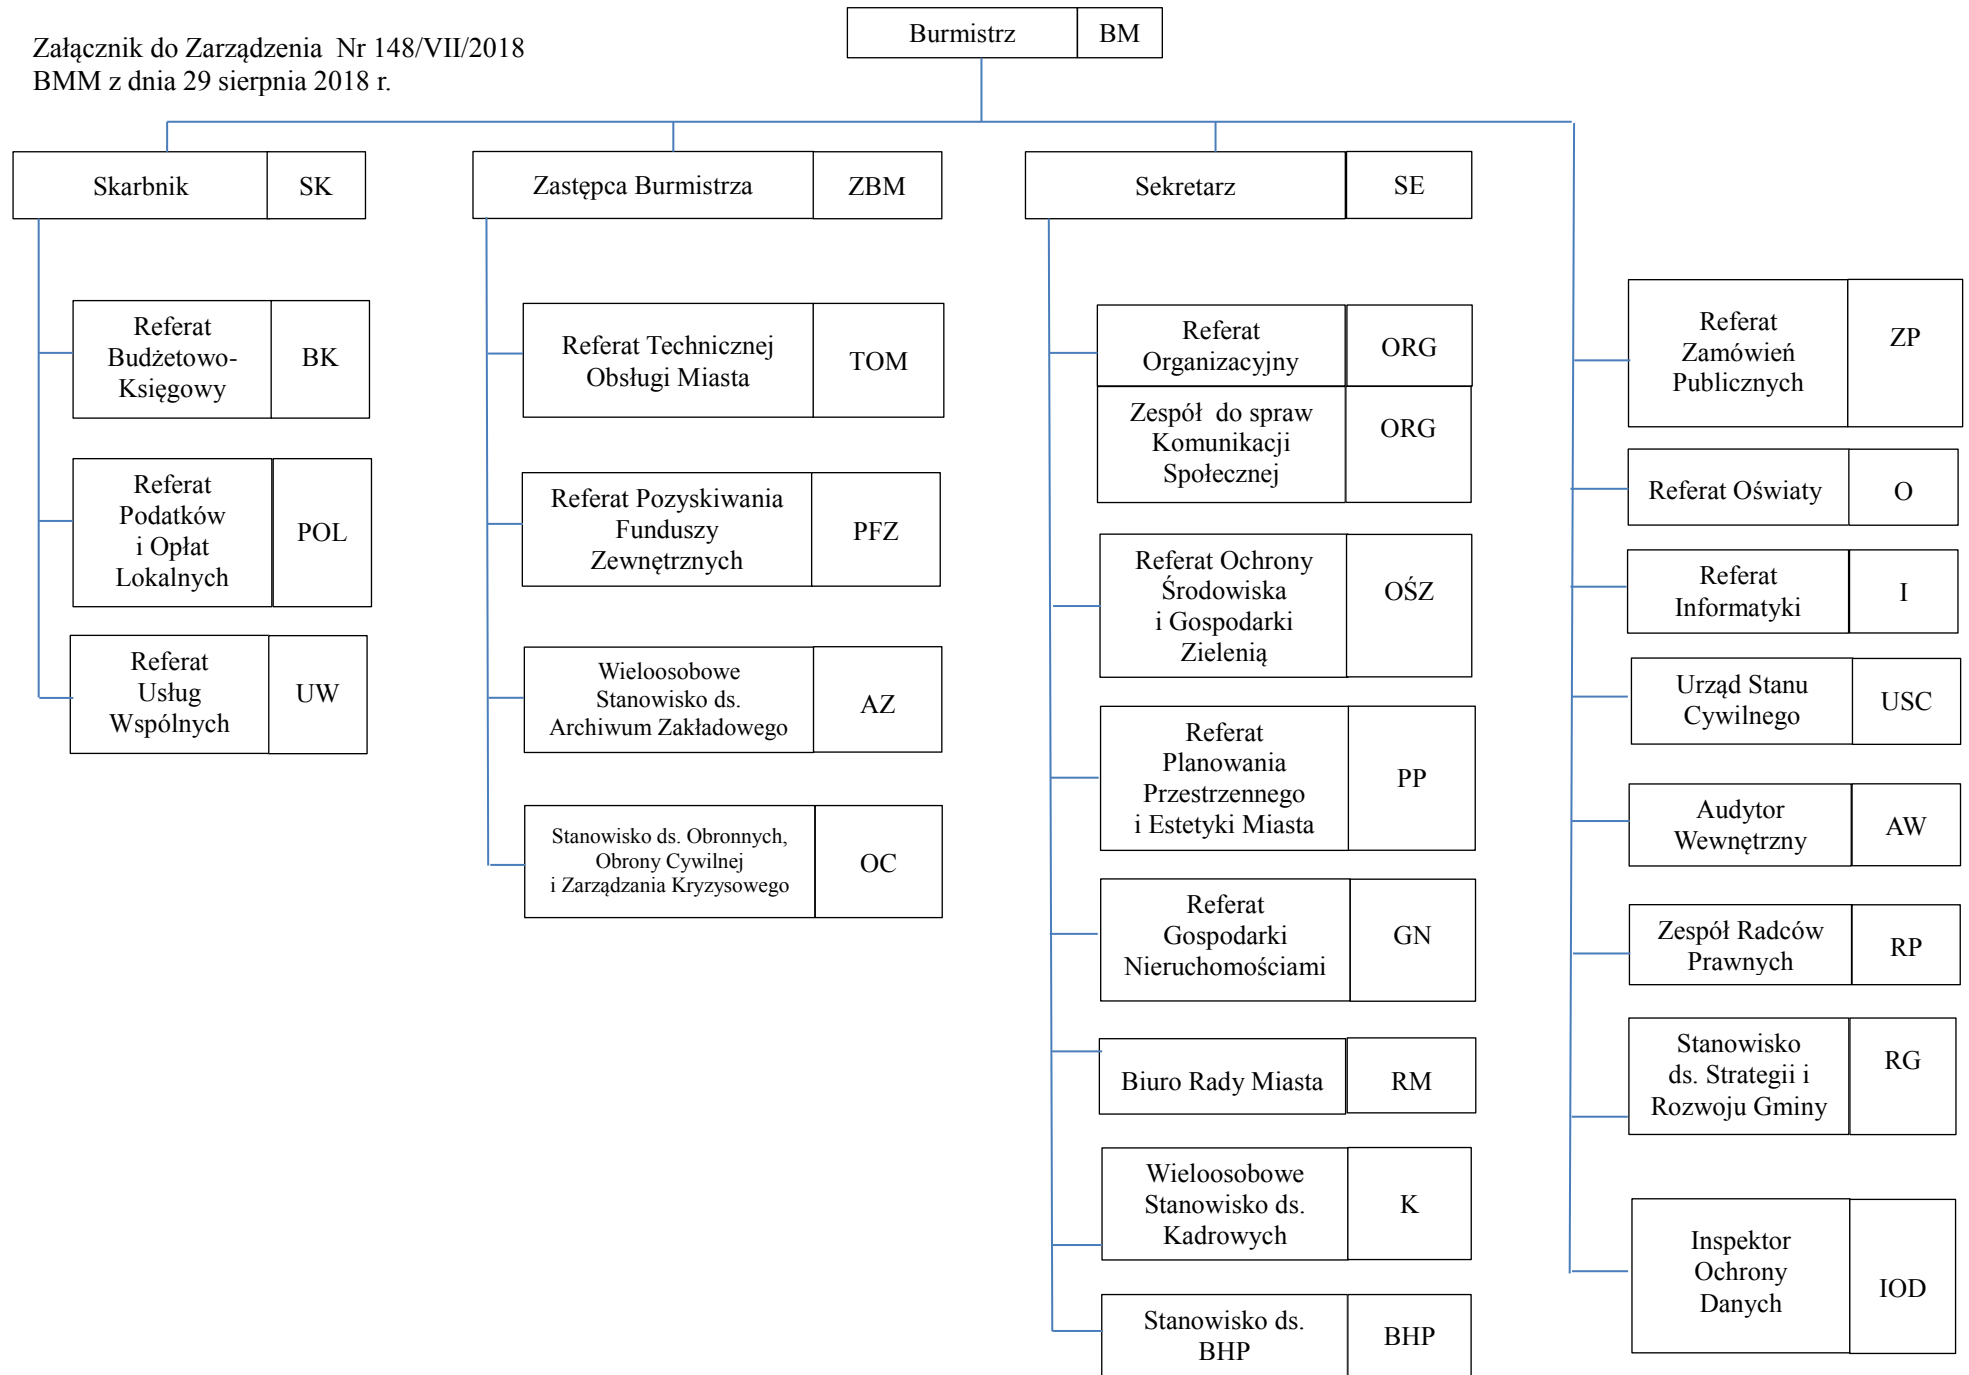 Załącznik do Zarządzenia Nr 148/VII/2018
BMM z dnia 29 sierpnia 2018 r.
Burmistrz
BM
Skarbnik
SK
Referat
Budżetowo-
Księgowy
BK
Referat
Podatków
i Opłat
Lokalnych
POL
Referat
Usług
Wspólnych
UW
Zastępca Burmistrza
ZBM
Referat Technicznej
Obsługi Miasta
TOM
Referat Pozyskiwania
Funduszy
Zewnętrznych
PFZ
Wieloosobowe
Stanowisko ds.
Archiwum Zakładowego
AZ
Stanowisko ds. Obronnych,
Obrony Cywilnej
i Zarządzania Kryzysowego
OC
Sekretarz
SE
Referat
Organizacyjny
ORG
Zespół do spraw
Komunikacji
Społecznej
ORG
Referat Ochrony
Środowiska
i Gospodarki
Zielenią
OŚZ
Referat
Planowania
Przestrzennego
i Estetyki Miasta
PP
Referat
Gospodarki
Nieruchomościami
GN
Biuro Rady Miasta
RM
Wieloosobowe
Stanowisko ds.
Kadrowych
K
Stanowisko ds.
BHP
BHP
Referat
Zamówień
Publicznych
ZP
Referat Oświaty
O
Referat
Informatyki
I
Urząd Stanu
Cywilnego
USC
Audytor
Wewnętrzny
AW
Zespół Radców
Prawnych
RP
Stanowisko
ds. Strategii i
Rozwoju Gminy
RG
Inspektor
Ochrony
Danych
IOD